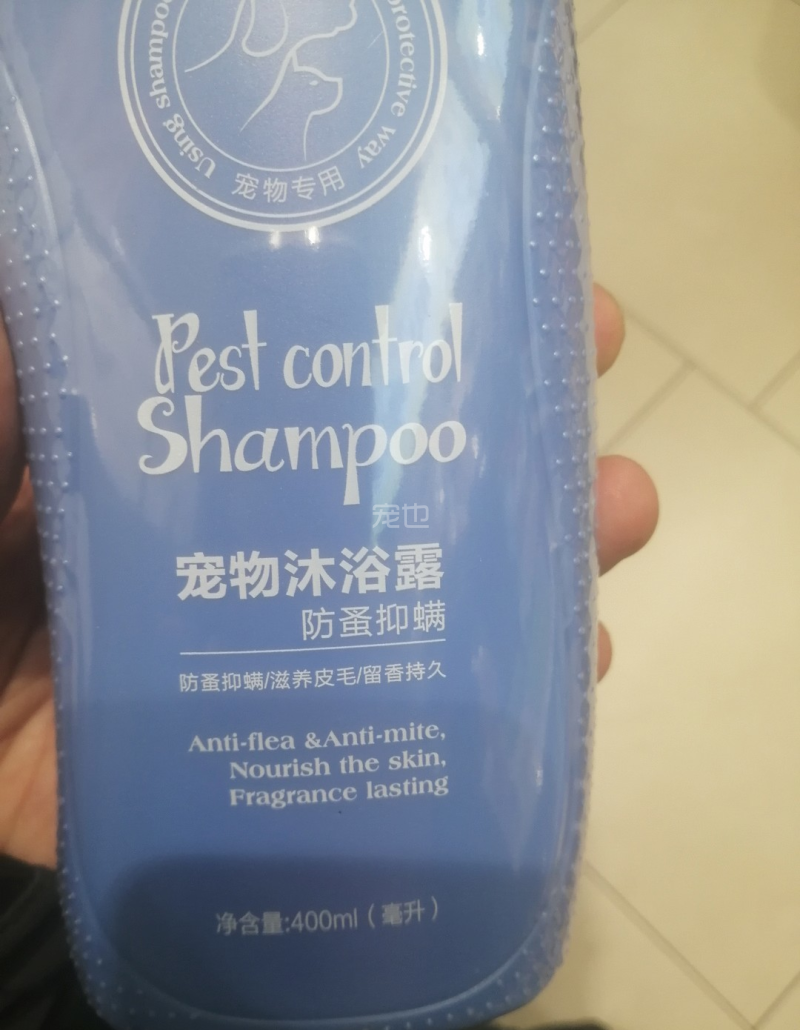 Using shampoo
protective way
宠物专用
Pest control
Shampoo
宠也
宠物沐浴露
防蚤抑螨
防蚤抑螨/滋养皮毛/留香持久
Anti-flea &Anti-mite,
Nourish the skin,
Fragrance lasting
净含量:400ml（毫升）